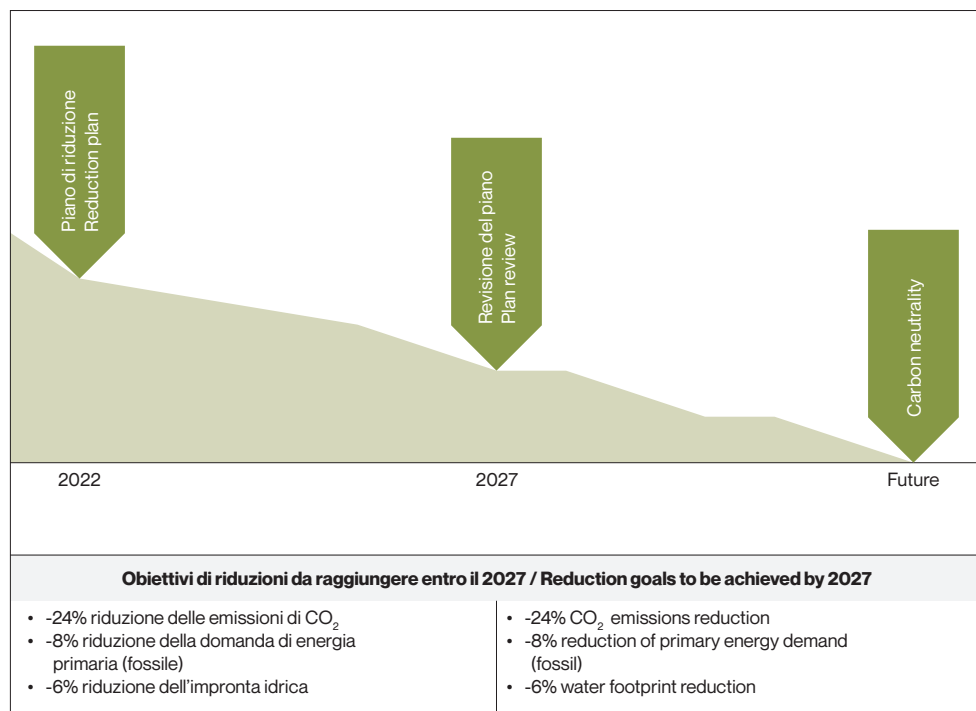 Piano di riduzione
Reduction plan
Revisione del piano
Plan review
Carbon neutrality
2022
2027
Future
Obiettivi di riduzioni da raggiungere entro il 2027 / Reduction goals to be achieved by 2027
• -24% riduzione delle emissioni di CO₂
• -8% riduzione della domanda di energia
primaria (fossile)
• -6% riduzione dell'impronta idrica
• -24% CO₂ emissions reduction
• -8% reduction of primary energy demand
(fossil)
• -6% water footprint reduction